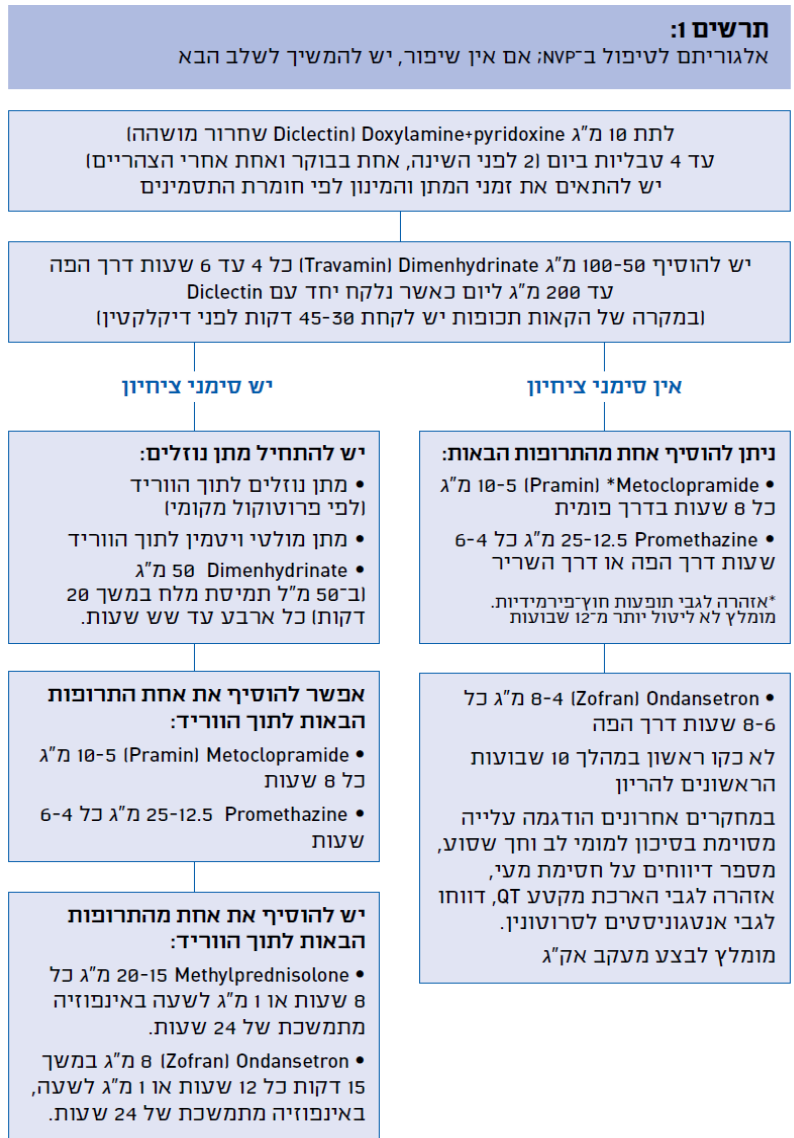 תרשים 1:
אלגוריתם לטיפול ב־NVP; אם אין שיפור, יש להמשיך לשלב הבא
לתת 10 מ"ג Diclectin) Doxylamine+pyridoxine שחרור מושהה)
עד 4 טבליות ביום (2 לפני השינה, אחת בבוקר ואחת אחרי הצהריים)
יש להתאים את זמני המתן והמינון לפי חומרת התסמינים
יש להוסיף 100-50 מ"ג Travamin) Dimenhydrinate) כל 4 עד 6 שעות דרך הפה
עד 200 מ"ג ליום כאשר נלקח יחד עם Diclectin
(במקרה של הקאות תכופות יש לקחת 45-30 דקות לפני דיקלקטין)
אין סימני ציחיון
ניתן להוסיף אחת מהתרופות הבאות:
• Pramin) *Metoclopramide) 10-5 מ"ג
כל 8 שעות בדרך פומית
• Promethazine 25-12.5 מ"ג כל 6-4
שעות דרך הפה או דרך השריר
*אזהרה לגבי תופעות חוץ־פירמידיות.
מומלץ לא ליטול יותר מ־12 שבועות
• Zofran) Ondansetron) 8-4 מ"ג כל
8-6 שעות דרך הפה
לא כקו ראשון במהלך 10 שבועות
הראשונים להריון
במחקרים אחרונים הודגמה עלייה
מסוימת בסיכון למומי לב וחך שסוע,
מספר דיווחים על חסימת מעי,
אזהרה לגבי הארכת מקטע QT, דווחו
לגבי אנטגוניסטים לסרוטונין.
מומלץ לבצע מעקב אק"ג
יש סימני ציחיון
יש להתחיל מתן נוזלים:
• מתן נוזלים לתוך הווריד
(לפי פרוטוקול מקומי)
• מתן מולטי ויטמין לתוך הווריד
• Dimenhydrinate 50 מ"ג
(ב־50 מ"ל תמיסת מלח במשך 20
דקות) כל ארבע עד שש שעות.
אפשר להוסיף את אחת התרופות
הבאות לתוך הווריד:
• Pramin) Metoclopramide) 10-5 מ"ג
כל 8 שעות
• Promethazine 25-12.5 מ"ג כל 6-4
שעות
יש להוסיף את אחת מהתרופות
הבאות לתוך הווריד:
• Methylprednisolone 20-15 מ"ג כל
8 שעות או 1 מ"ג לשעה באינפוזיה
מתמשכת של 24 שעות.
• Zofran) Ondansetron) 8 מ"ג במשך
15 דקות כל 12 שעות או 1 מ"ג לשעה,
באינפוזיה מתמשכת של 24 שעות.